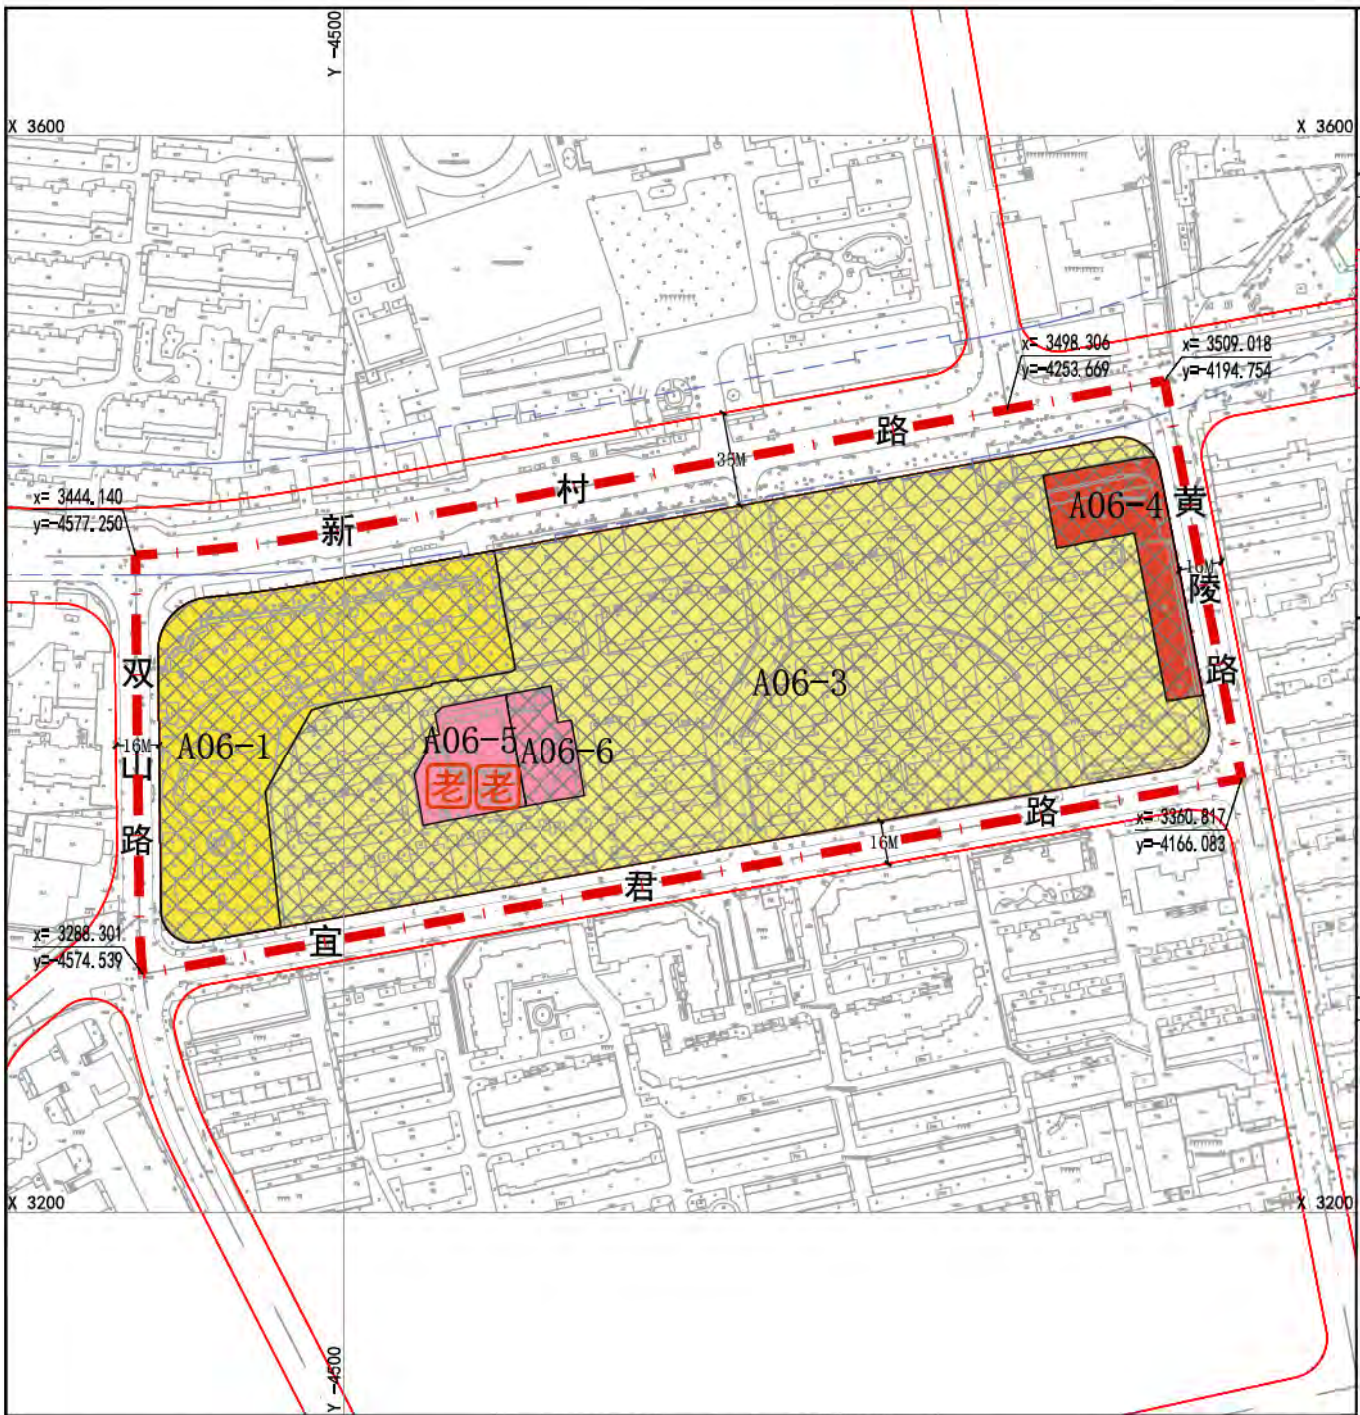 Y -4500
X 3600
X 3600
x= 3498.306
y=-4253.669
x= 3509.018
y=-4194.754
新村路
35M
x= 3444.140
y=-4577.250
A06-4
黄陵路
16M
双山路
16M
A06-3
A06-1
A06-5
A06-6
老 老
x= 3360.817
y=-4166.083
宜君路
16M
x= 3288.301
y=-4574.539
X 3200
X 3200
Y -4500